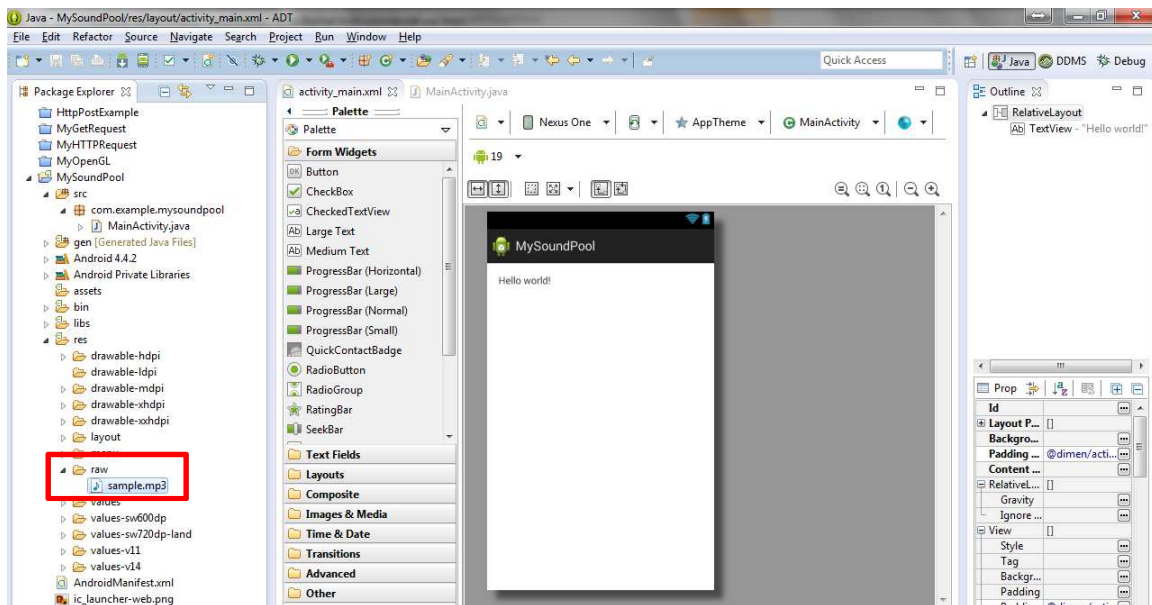 Java - MySoundPool/res/layout/activity_main.xml - ADT
File Edit Refactor Source Navigate Search Project Run Window Help
Quick Access
Java DDMS Debug
Package Explorer
HttpPostExample
MyGetRequest
MyHTTPRequest
MyOpenGL
MySoundPool
src
com.example.mysoundpool
MainActivity.java
gen [Generated Java Files]
Android 4.4.2
Android Private Libraries
assets
bin
libs
res
drawable-hdpi
drawable-ldpi
drawable-mdpi
drawable-xhdpi
drawable-xxhdpi
layout
raw
sample.mp3
values
values-sw600dp
values-sw720dp-land
values-v11
values-v14
AndroidManifest.xml
ic_launcher-web.png
activity_main.xml MainActivity.java
Palette
Palette
Form Widgets
OK Button
CheckBox
CheckedTextView
Ab Large Text
Ab Medium Text
ProgressBar (Horizontal)
ProgressBar (Large)
ProgressBar (Normal)
ProgressBar (Small)
QuickContactBadge
RadioButton
RadioGroup
RatingBar
SeekBar
Text Fields
Layouts
Composite
Images & Media
Time & Date
Transitions
Advanced
Other
Nexus One AppTheme MainActivity
19
MySoundPool
Hello world!
Outline
RelativeLayout
Ab TextView - "Hello world!"
Prop
Id
Layout P... []
Backgro...
Padding ... @dimen/acti...
Content ...
RelativeL... []
Gravity
Ignore ...
View []
Style
Tag
Backgr...
Padding